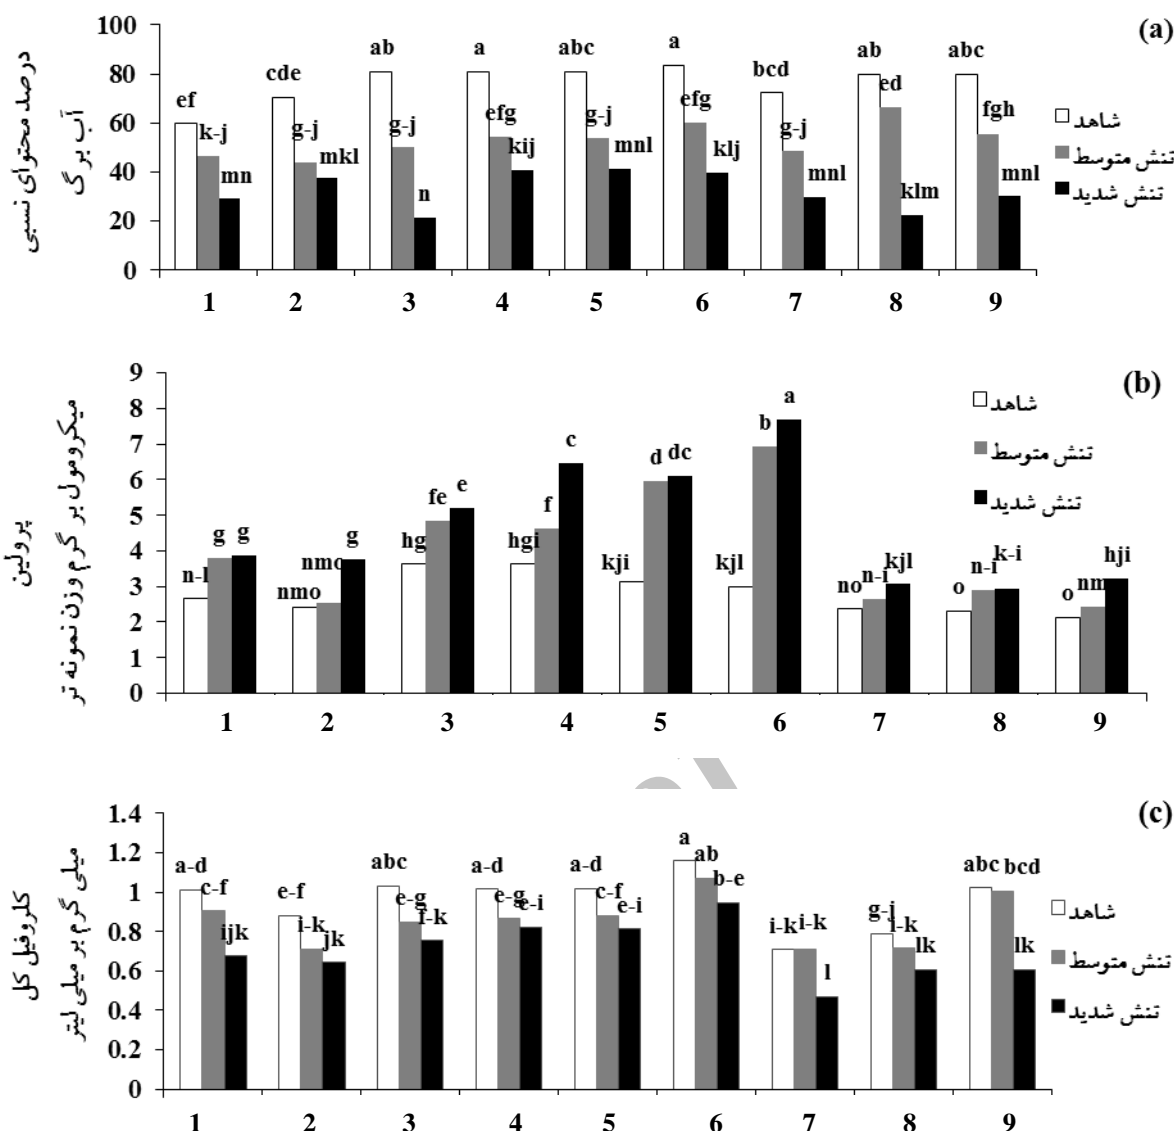 (a)
درصد محتوای نسبی
آب برگ
100
80
60
40
20
0
ef
k-j
mn
cde
g-j
mkl
ab
g-j
n
a
efg
kij
abc
g-j
mnl
a
efg
klj
bcd
g-j
mnl
ab
ed
klm
abc
fgh
mnl
شاهد
تنش متوسط
تنش شدید
1 2 3 4 5 6 7 8 9
(b)
پرولین
میکرومول بر گرم وزن نمونه تر
9
8
7
6
5
4
3
2
1
0
g
g
nmo
nmo
g
hg
fe
e
hgi
f
c
kji
d
dc
kjl
b
a
no
n-i
kjl
o
n-i
k-i
o
nm
hji
شاهد
تنش متوسط
تنش شدید
1 2 3 4 5 6 7 8 9
(c)
کلروفیل کل
میلی گرم بر میلی لیتر
1.4
1.2
1
0.8
0.6
0.4
0.2
0
a-d
c-f
ijk
e-f
i-k
jk
abc
e-g
a-d
e-g
e-i
a-d
c-f
e-i
a
ab
b-e
i-k
i-k
l
g-j
i-k
lk
abc
bcd
lk
شاهد
تنش متوسط
تنش شدید
1 2 3 4 5 6 7 8 9